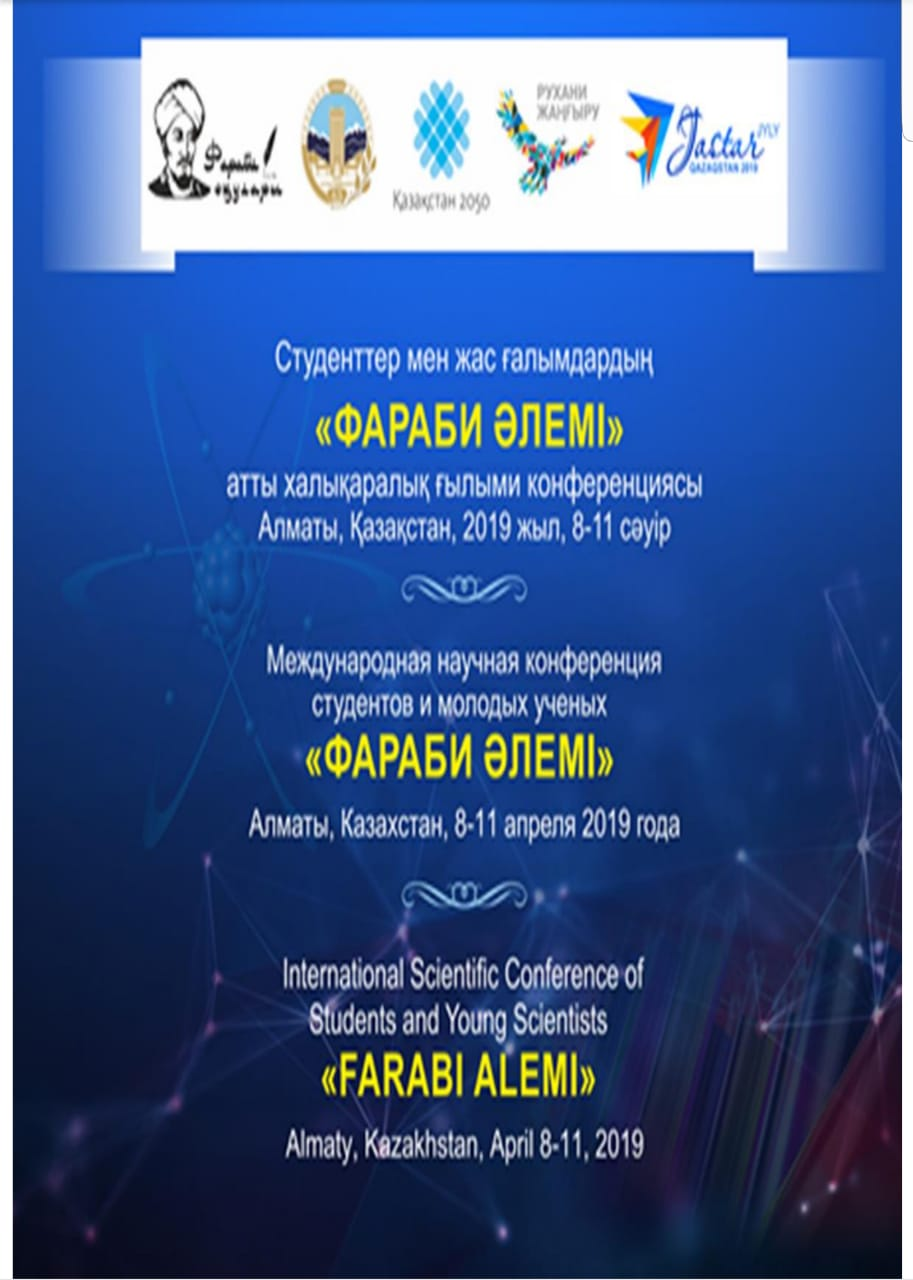 Фараби
оқулары
Қазақстан 2050
РУХАНИ
ЖАҢҒЫРУ
Jastar JYLY
QAZAQSTAN 2019
Студенттер мен жас ғалымдардың
«ФАРАБИ ӘЛЕМІ»
атты халықаралық ғылыми конференциясы
Алматы, Қазақстан, 2019 жыл, 8-11 сәуір
Международная научная конференция
студентов и молодых ученых
«ФАРАБИ ӘЛЕМІ»
Алматы, Казахстан, 8-11 апреля 2019 года
International Scientific Conference of
Students and Young Scientists
«FARABI ALEMI»
Almaty, Kazakhstan, April 8-11, 2019